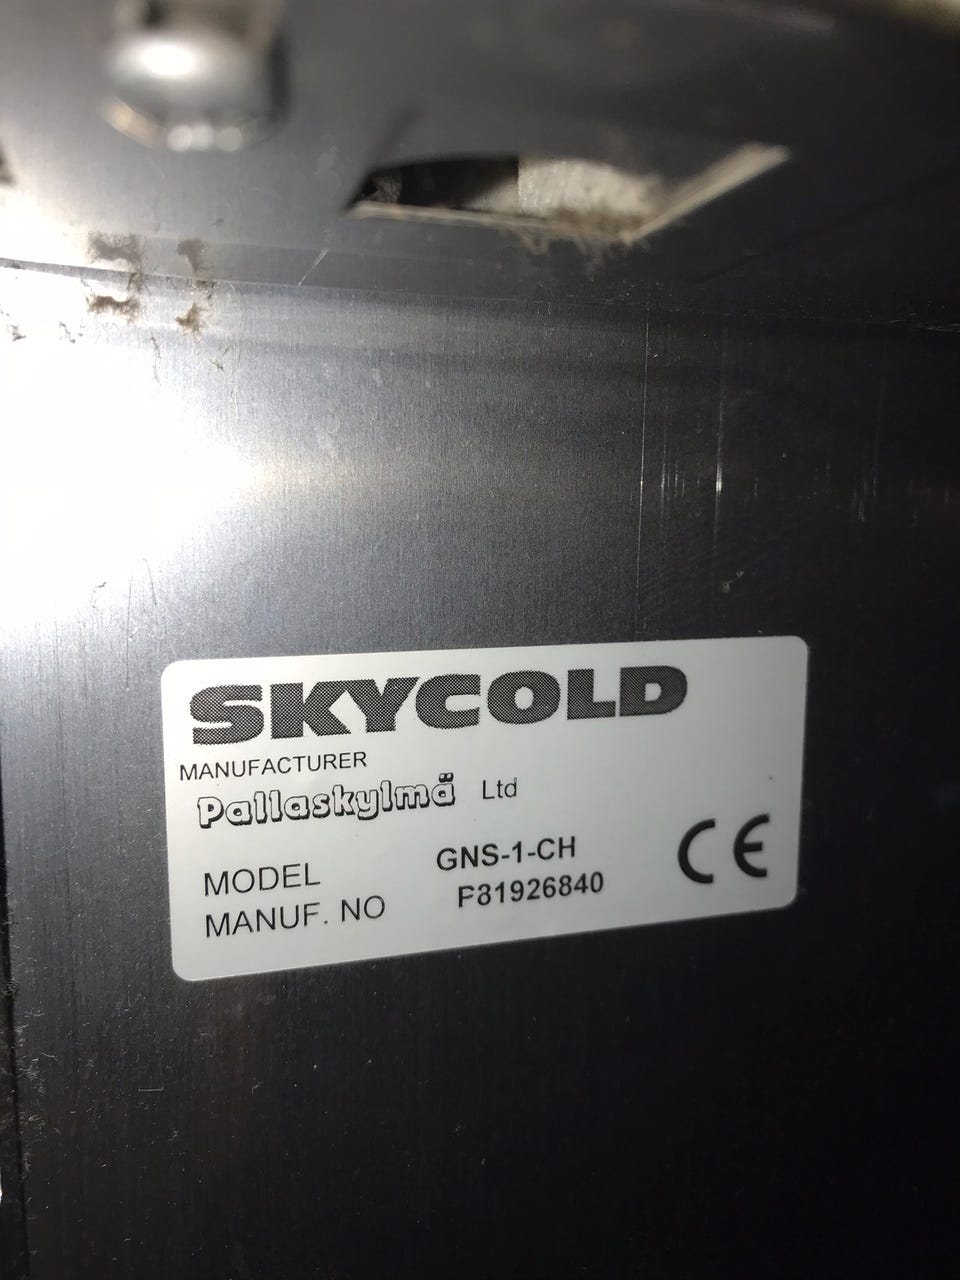 SKYCOLD
MANUFACTURER
Pallaskylmä Ltd
MODEL GNS-1-CH
MANUF. NO F81926840
CE